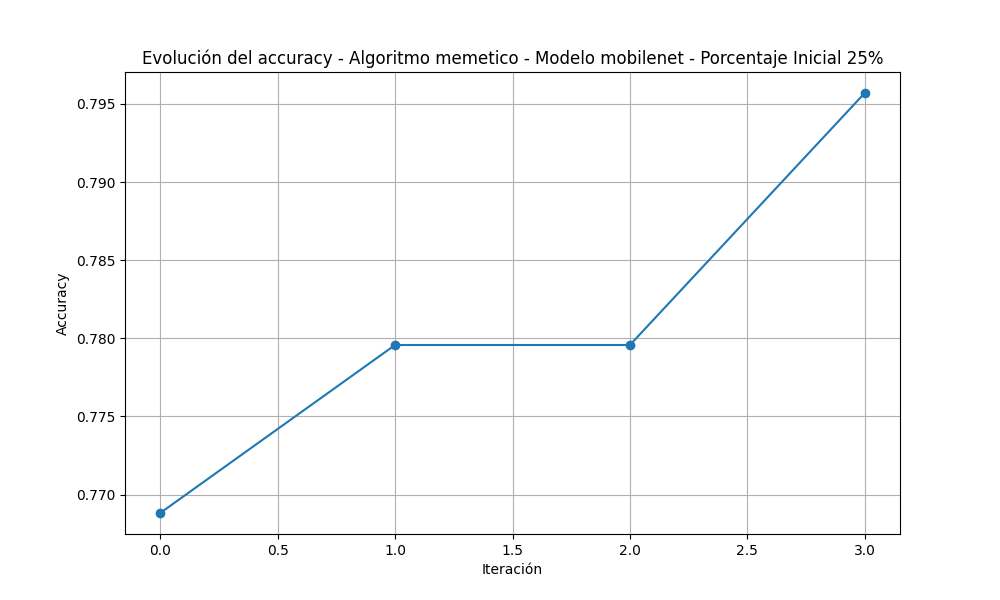 Evolución del accuracy - Algoritmo memetico - Modelo mobilenet - Porcentaje Inicial 25%
0.795
0.790
0.785
0.780
0.775
0.770
Accuracy
0.0 0.5 1.0 1.5 2.0 2.5 3.0
Iteración